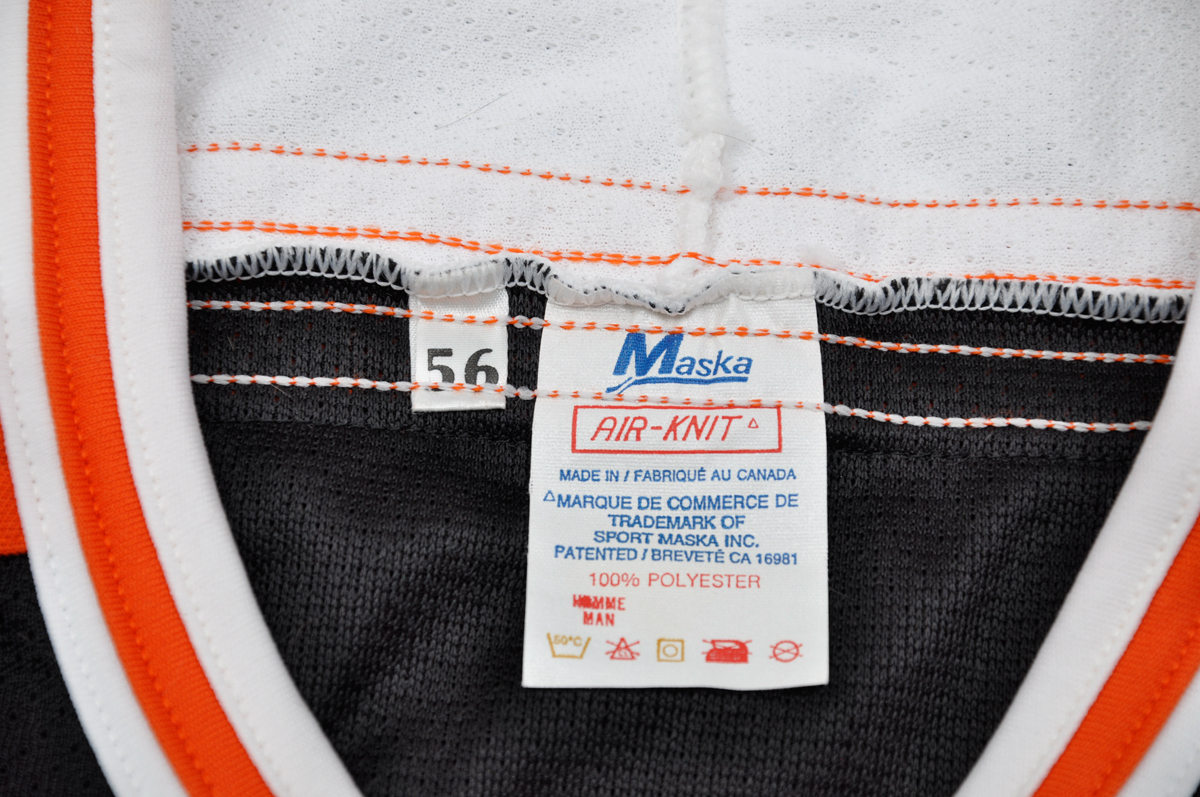 56
Maska
AIR-KNIT △
MADE IN / FABRIQUÉ AU CANADA
△MARQUE DE COMMERCE DE
TRADEMARK OF
SPORT MASKA INC.
PATENTED / BREVETÉ CA 16981
100% POLYESTER
HOMME
MAN
50°C